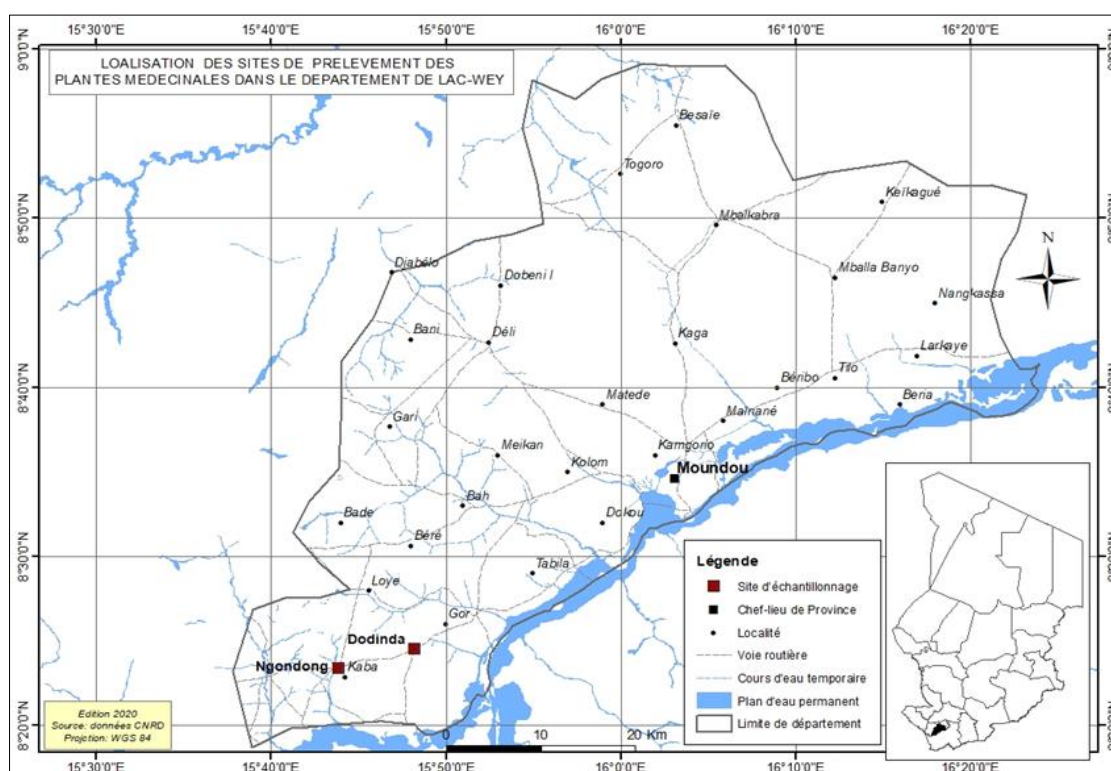 15°30'0"E 15°40'0"E 15°50'0"E 16°0'0"E 16°10'0"E 16°20'0"E
LOALISATION DES SITES DE PRELEVEMENT DES
PLANTES MEDECINALES DANS LE DEPARTEMENT DE LAC-WEY
9°0'0"N
8°50'0"N
8°40'0"N
8°30'0"N
8°20'0"N
Besaïe
Togoro
Keïkagué
Mbalkabra
N
Djabélo
Dobeni I
Mballa Banyo
Nangkassa
Bani
Déli
Kaga
Larkaye
Béribo
Tilo
Matede
Beria
Maïnané
Gari
Meikan
Kamgorio
Kolom
Moundou
Bah
Bade
Dokou
Béré
Tabila
Loye
Gor
Dodinda
Ngondong
Kaba
Légende
Site d'échantillonnage
Chef-lieu de Province
Localité
Voie routière
Cours d'eau temporaire
Plan d'eau permanent
Limite de département
Edition 2020
Source: données CNRD
Projection: WGS 84
0 10 20 Km
15°30'0"E 15°40'0"E 15°50'0"E 16°0'0"E 16°10'0"E 16°20'0"E